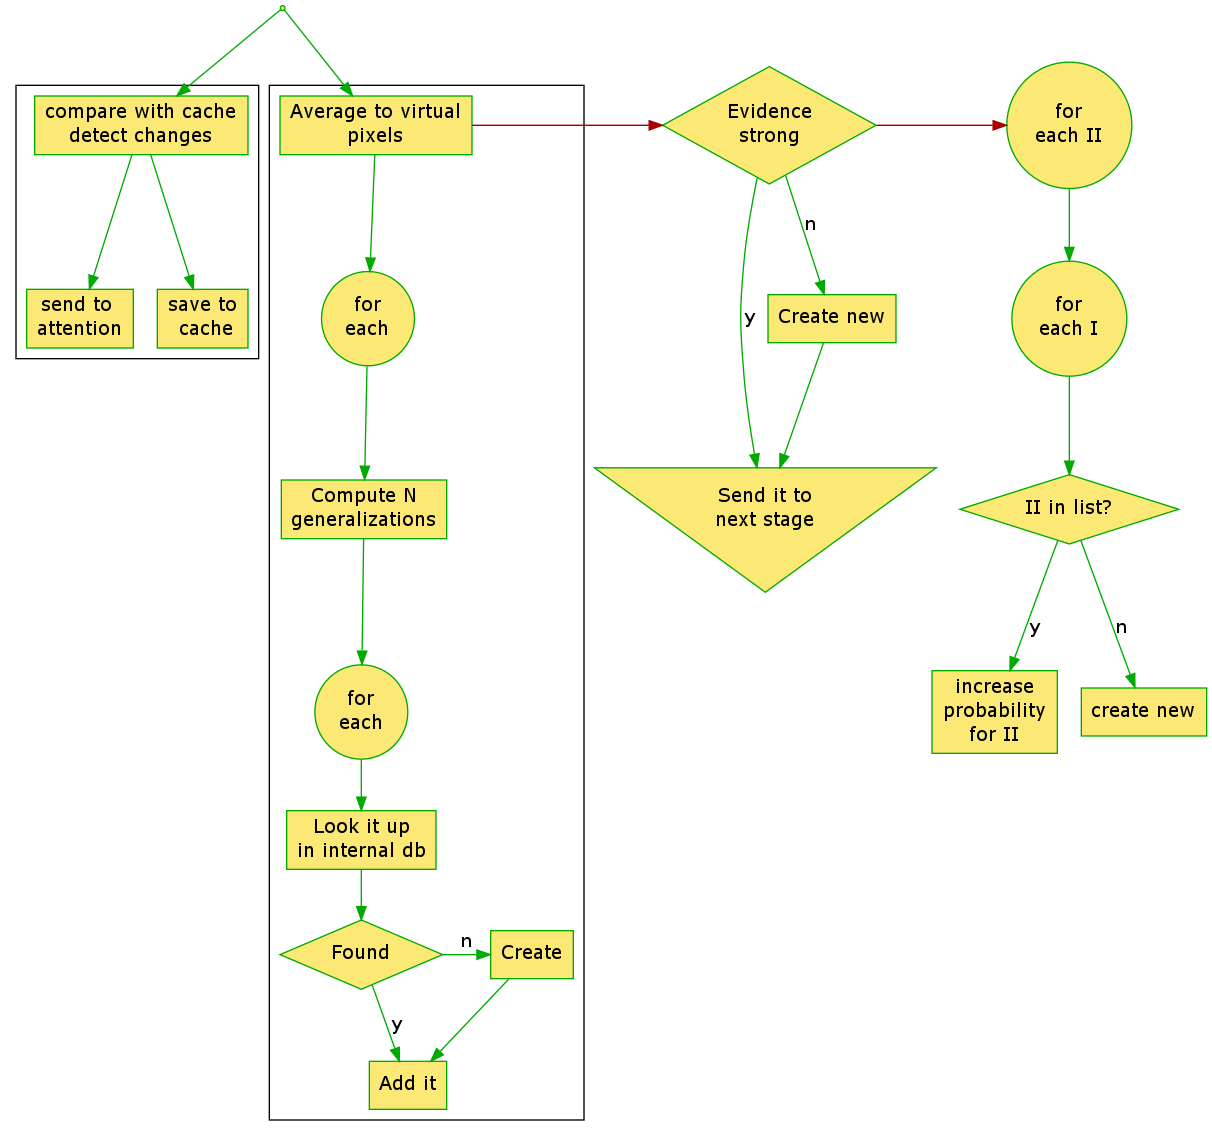 compare with cache
detect changes
send to
attention
save to
cache
Average to virtual
pixels
for
each
Compute N
generalizations
for
each
Look it up
in internal db
Found
n
Create
y
Add it
Evidence
strong
n
y
Create new
Send it to
next stage
for
each II
for
each I
II in list?
y
n
increase
probability
for II
create new